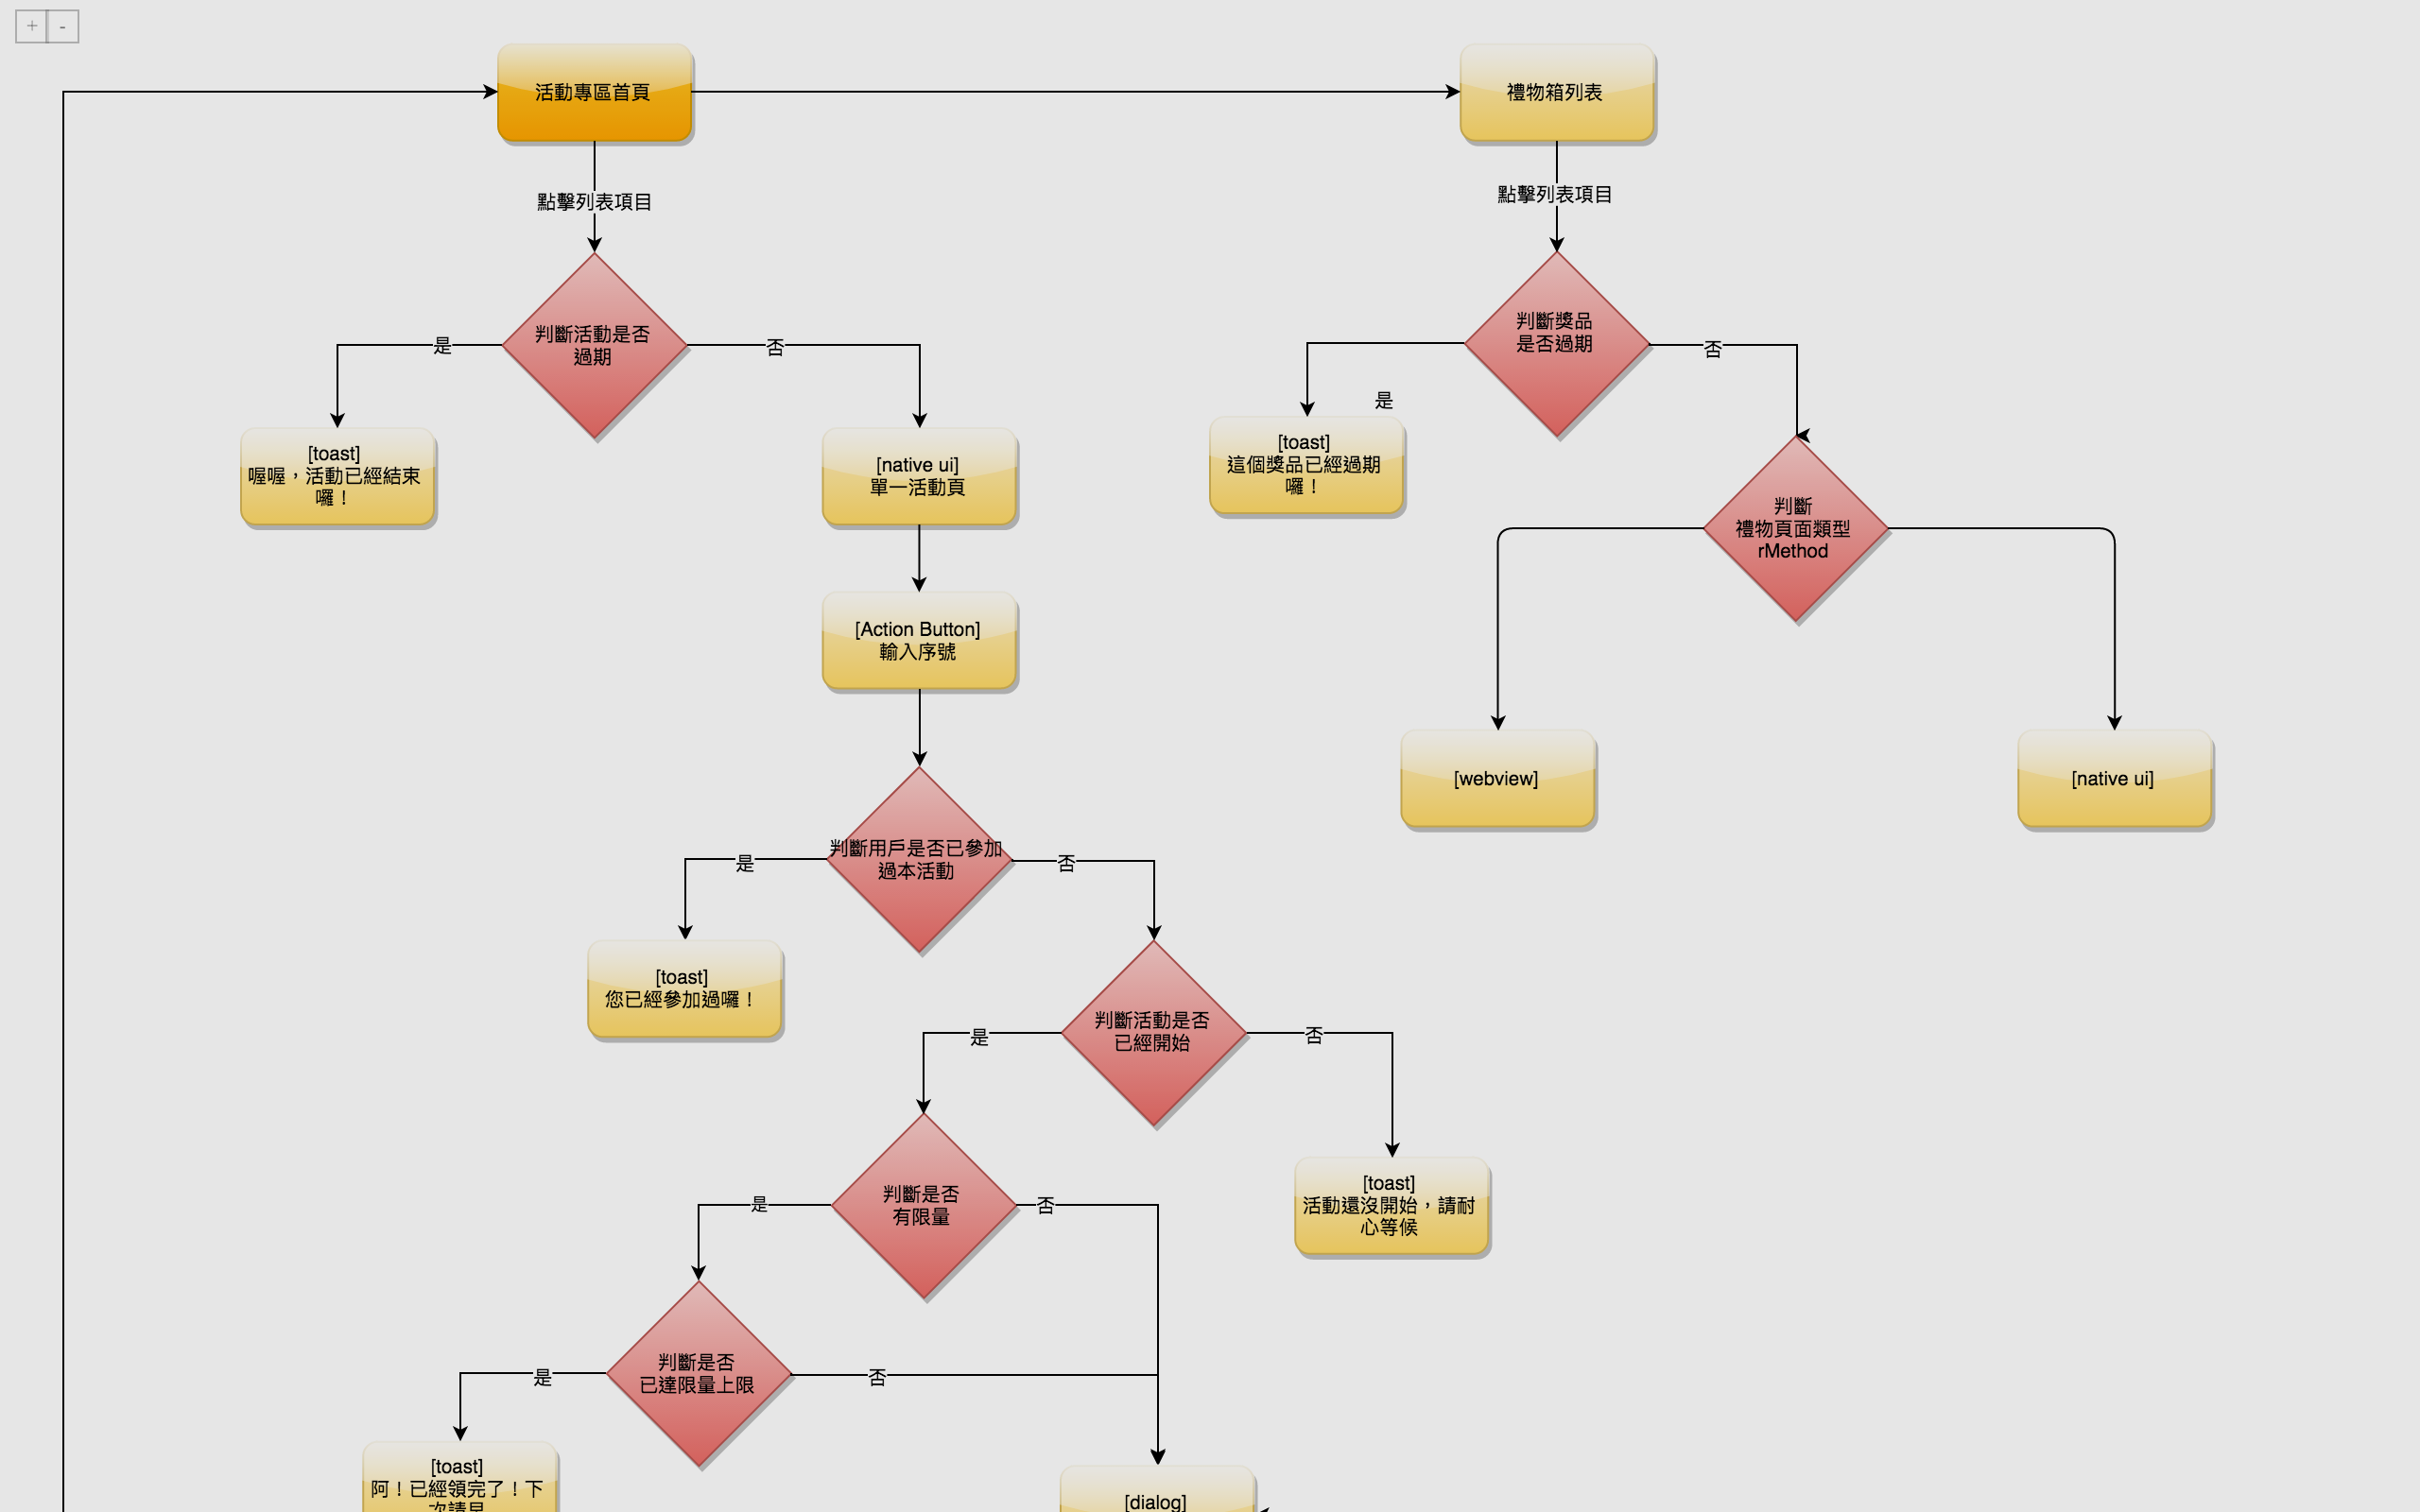 + -
活動專區首頁
禮物箱列表
點擊列表項目
點擊列表項目
判斷活動是否
過期
是
否
判斷獎品
是否過期
是
否
[toast]
喔喔，活動已經結束
囉！
[native ui]
單一活動頁
[toast]
這個獎品已經過期
囉！
判斷
禮物頁面類型
rMethod
[Action Button]
輸入序號
[webview]
[native ui]
判斷用戶是否已參加
過本活動
是
否
[toast]
您已經參加過囉！
判斷活動是否
已經開始
是
否
判斷是否
有限量
是
否
[toast]
活動還沒開始，請耐
心等候
判斷是否
已達限量上限
是
否
[toast]
阿！已經領完了！下
次請早
[dialog]